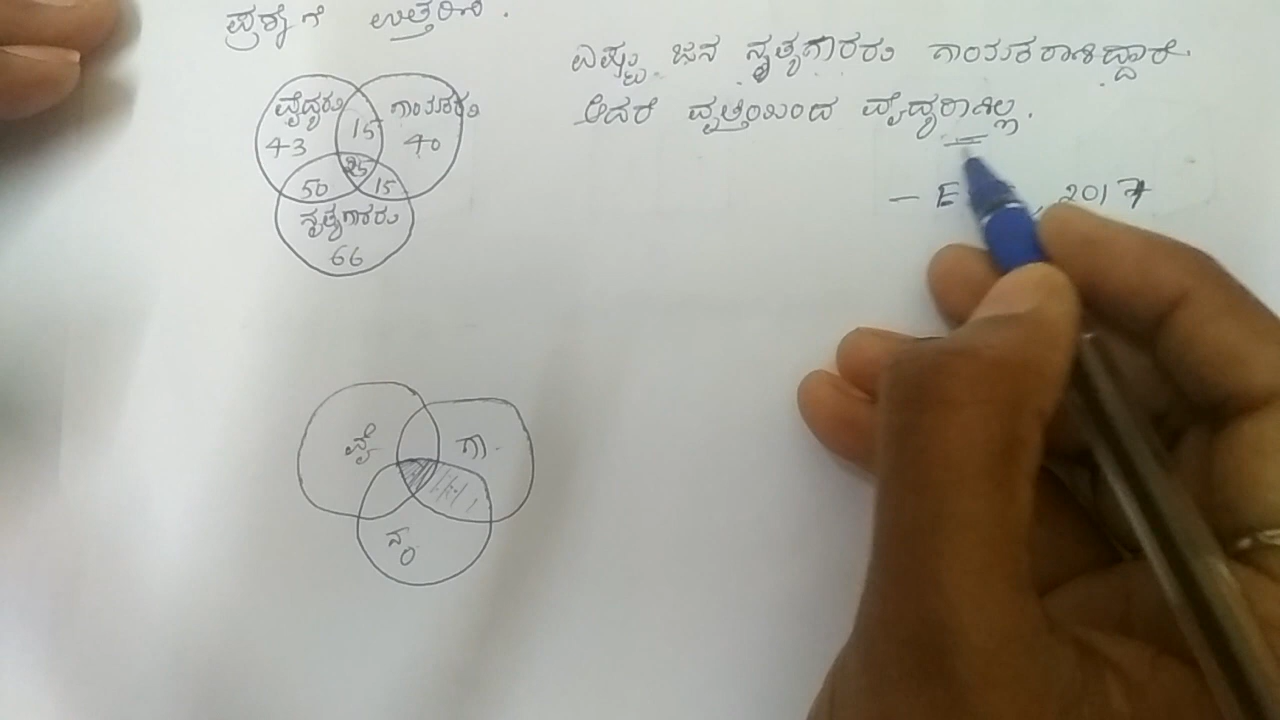 ಪ್ರಶ್ನೆಗೆ ಉತ್ತರಿಸಿ.
ಎಷ್ಟು ಜನ ನೃತ್ಯಗಾರರು ಗಾಯಕರಾಗಿದ್ದಾರೆ
ಆದರೆ ವೃತ್ತಿಯಿಂದ ವೈದ್ಯರಾಗಿಲ್ಲ.
2017
ವೈದ್ಯರು 15 ಗಾಯಕರು
43 40
25
50 15
ನೃತ್ಯಗಾರರು
66
ವೈ ಗಾ
ನೃ